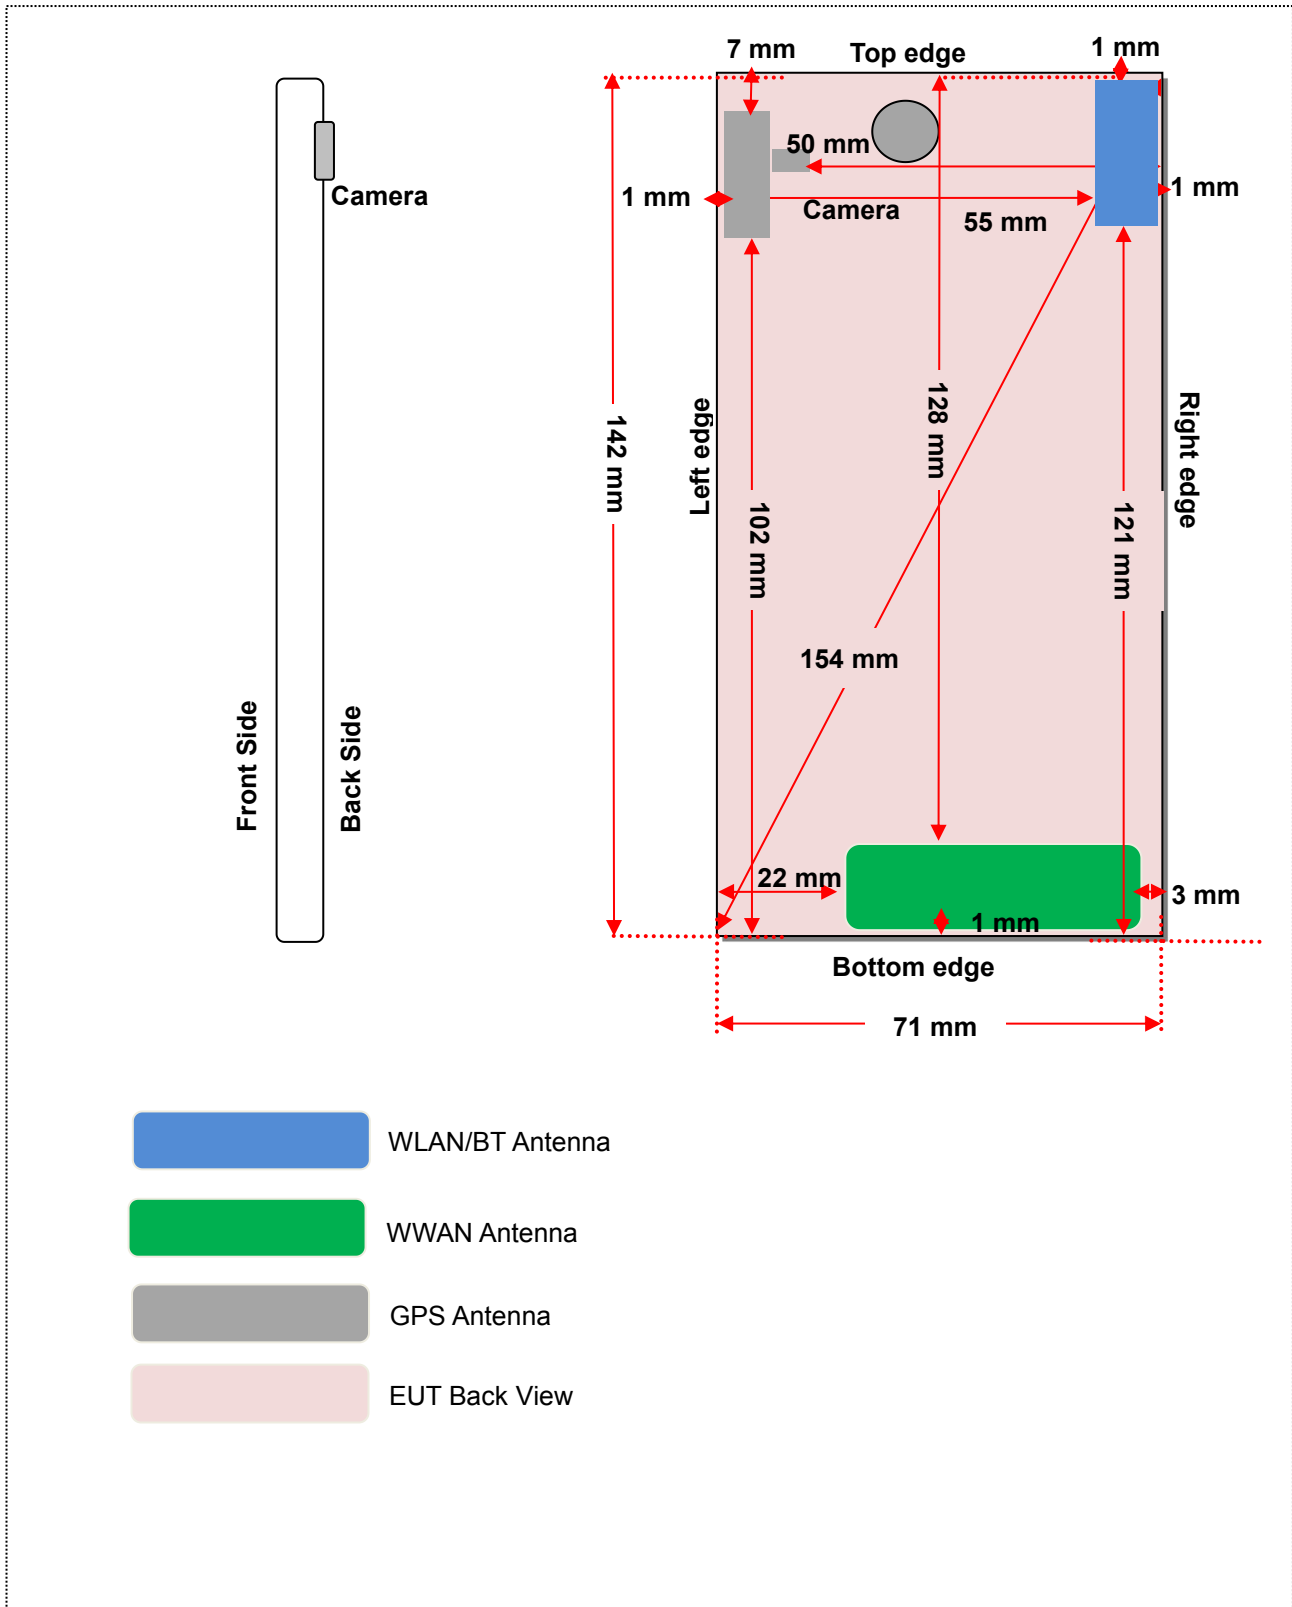 7 mm
Top edge
1 mm
50 mm
Camera
1 mm
Camera
1 mm
55 mm
142 mm
Left edge
128 mm
Right edge
102 mm
121 mm
154 mm
Front Side
Back Side
22 mm
3 mm
1 mm
Bottom edge
71 mm
WLAN/BT Antenna
WWAN Antenna
GPS Antenna
EUT Back View